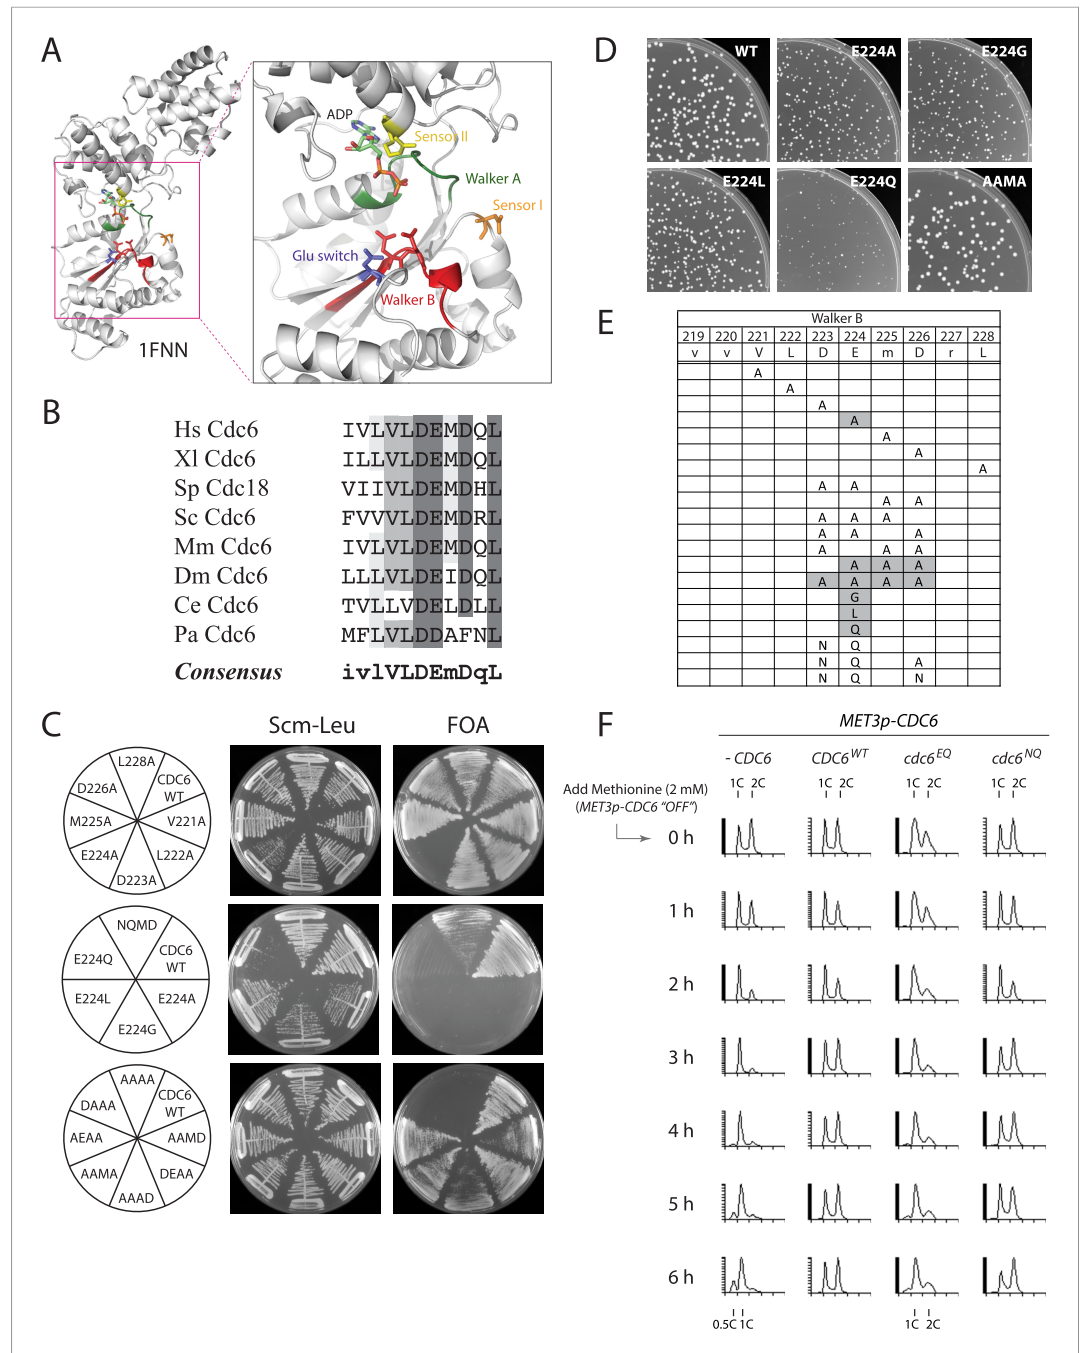 A
ADP
Sensor II
Walker A
Sensor I
Glu switch
Walker B
1FNN
B
Hs Cdc6 IVLVLDEMDQL
Xl Cdc6 ILLVLDEMDQL
Sp Cdc18 VIIVLDEMDHL
Sc Cdc6 FVVVLDEMDRL
Mm Cdc6 IVLVLDEMDQL
Dm Cdc6 LLLVLDEIDQL
Ce Cdc6 TVLLVDELDLL
Pa Cdc6 MFLVLDDAFNL
Consensus ivlVLDEmDqL
C
Scm-Leu FOA
L228A
D226A CDC6 WT
M225A V221A
E224A L222A
D223A
NQMD
E224Q CDC6 WT
E224L E224A
E224G
AAAA
DAAA CDC6 WT
AEAA AAMD
AAMA DEAA
AAAD
D
WT E224A E224G
E224L E224Q AAMA
E
Walker B
219 220 221 222 223 224 225 226 227 228
v v V L D E m D r L
A
A
A
A
A
A
A
A A
A A
A A A
A A A
A A A
A A A
A A A A
G
L
Q
N Q
N Q A
N Q N
F
MET3p-CDC6
- CDC6 CDC6WT cdc6EQ cdc6NQ
1C 2C 1C 2C 1C 2C 1C 2C
Add Methionine (2 mM)
(MET3p-CDC6 “OFF”)
0 h
1 h
2 h
3 h
4 h
5 h
6 h
0.5C 1C 1C 2C